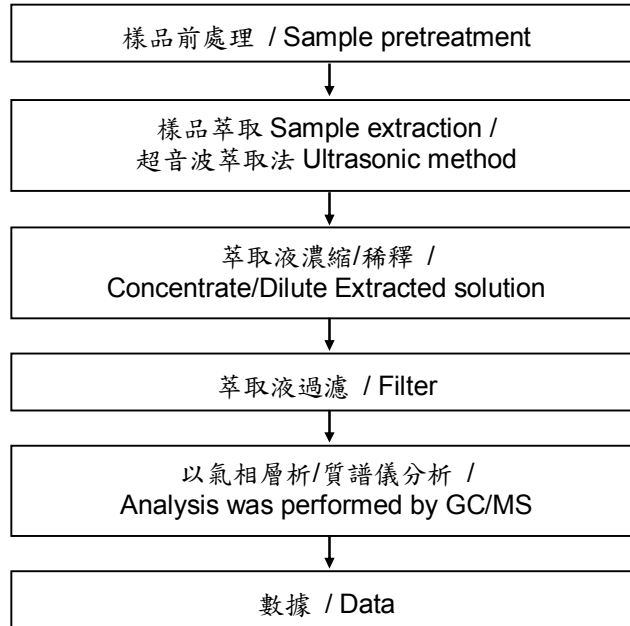 樣品前處理 / Sample pretreatment
樣品萃取 Sample extraction /
超音波萃取法 Ultrasonic method
萃取液濃縮/稀釋 /
Concentrate/Dilute Extracted solution
萃取液過濾 / Filter
以氣相層析/質譜儀分析 /
Analysis was performed by GC/MS
數據 / Data